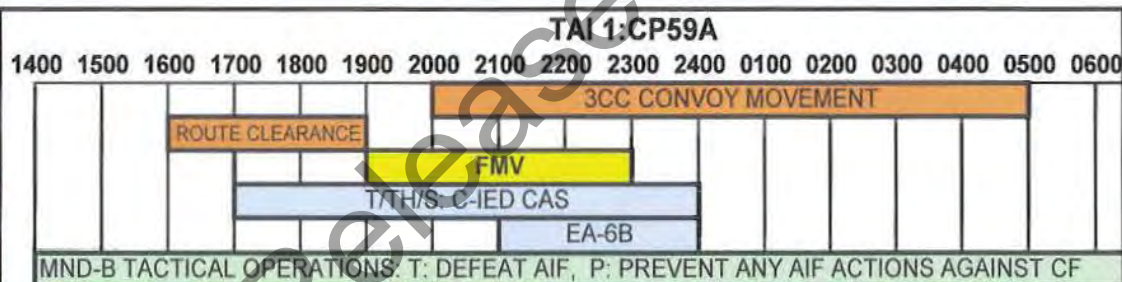 TAI 1:CP59A
1400 1500 1600 1700 1800 1900 2000 2100 2200 2300 2400 0100 0200 0300 0400 0500 0600
3CC CONVOY MOVEMENT
ROUTE CLEARANCE
FMV
T/TH/S: C-IED CAS
EA-6B
MND-B TACTICAL OPERATIONS: T: DEFEAT AIF, P: PREVENT ANY AIF ACTIONS AGAINST CF
Release